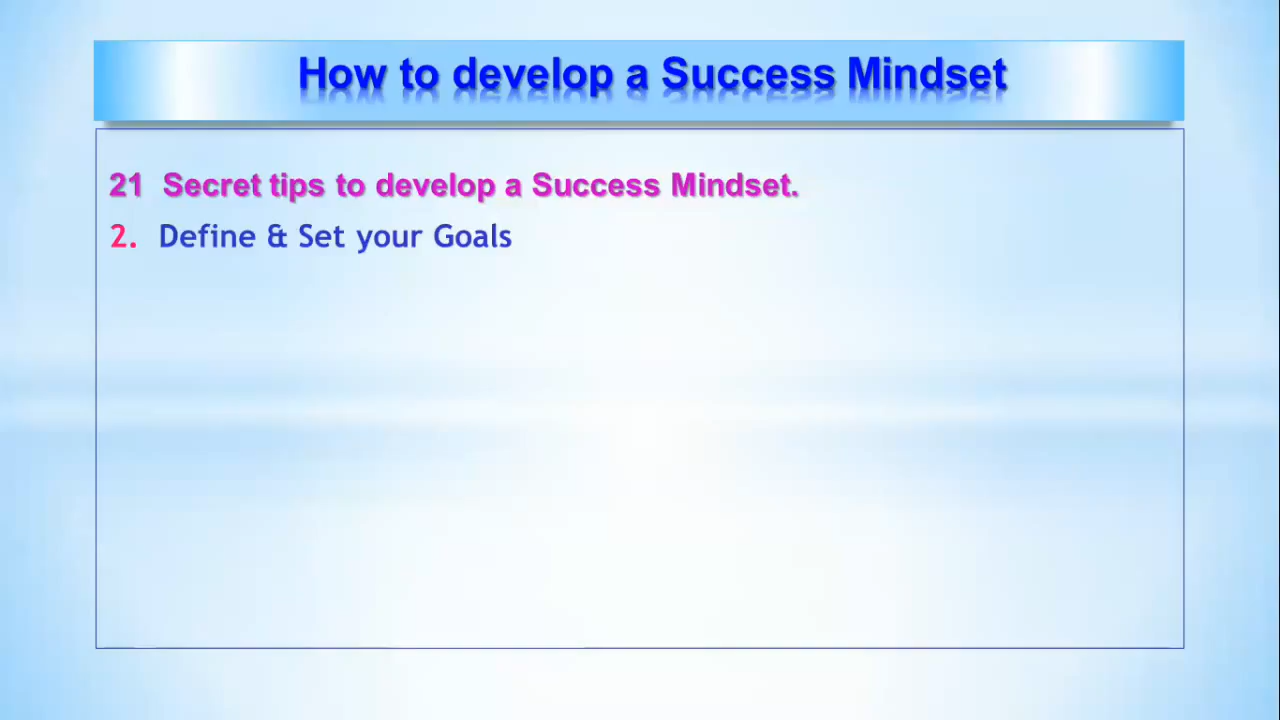 How to develop a Success Mindset
21 Secret tips to develop a Success Mindset.
2. Define & Set your Goals